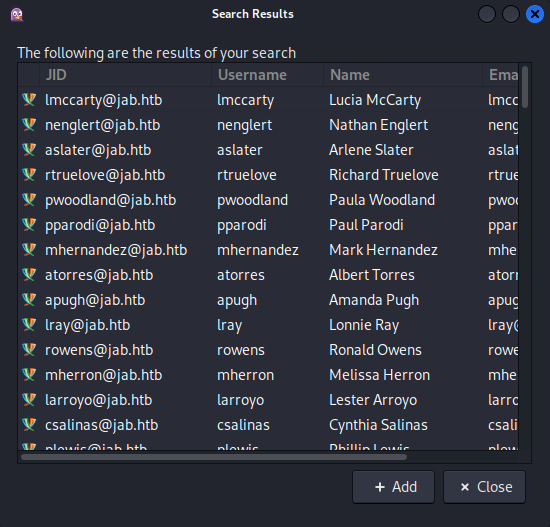 Search Results
The following are the results of your search
JID Username Name Ema
lmccarty@jab.htb lmccarty Lucia McCarty lmcc
nenglert@jab.htb nenglert Nathan Englert neng
aslater@jab.htb aslater Arlene Slater aslat
rtruelove@jab.htb rtruelove Richard Truelove rtrue
pwoodland@jab.htb pwoodland Paula Woodland pwoo
pparodi@jab.htb pparodi Paul Parodi ppar
mhernandez@jab.htb mhernandez Mark Hernandez mhe
atorres@jab.htb atorres Albert Torres atorr
apugh@jab.htb apugh Amanda Pugh apug
lray@jab.htb lray Lonnie Ray lray@
rowens@jab.htb rowens Ronald Owens rowe
mherron@jab.htb mherron Melissa Herron mhe
larroyo@jab.htb larroyo Lester Arroyo larro
csalinas@jab.htb csalinas Cynthia Salinas csalin
plewis@jab.htb plewis Phillip Lewis plew
Add Close